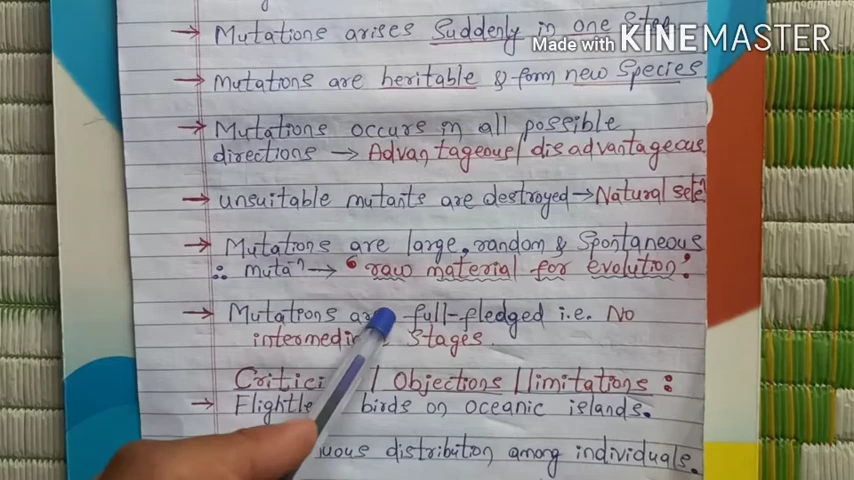 → Mutations arises Suddenly in one Step
Made with KINEMASTER
→ Mutations are heritable & form new Species
→ Mutations occurs in all possible
directions → Advantageous/disadvantageous
→ unsuitable mutants are destroyed → Natural selⁿ
→ Mutations are large, random & Spontaneous
∴ mutaⁿ → 'raw material for evolution'
→ Mutations full-fledged i.e. No
Stages.
Objections / limitations :
→ birds on oceanic islands.
distribution among individuals.